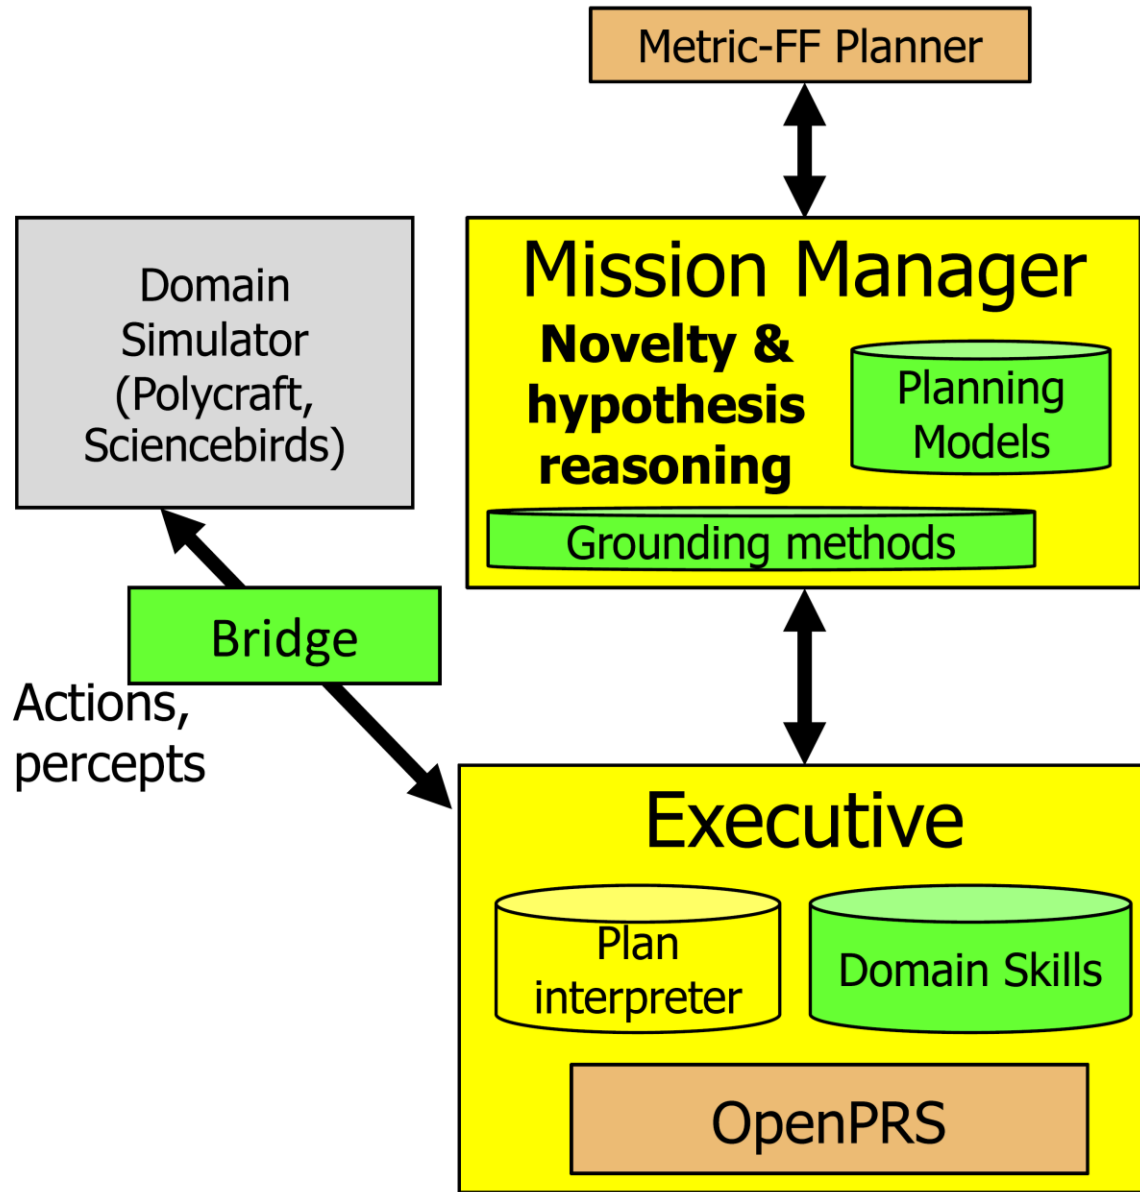 Metric-FF Planner
Domain
Simulator
(Polycraft,
Sciencebirds)
Mission Manager
Novelty &
hypothesis
reasoning
Planning
Models
Grounding methods
Bridge
Actions,
percepts
Executive
Plan
interpreter
Domain Skills
OpenPRS